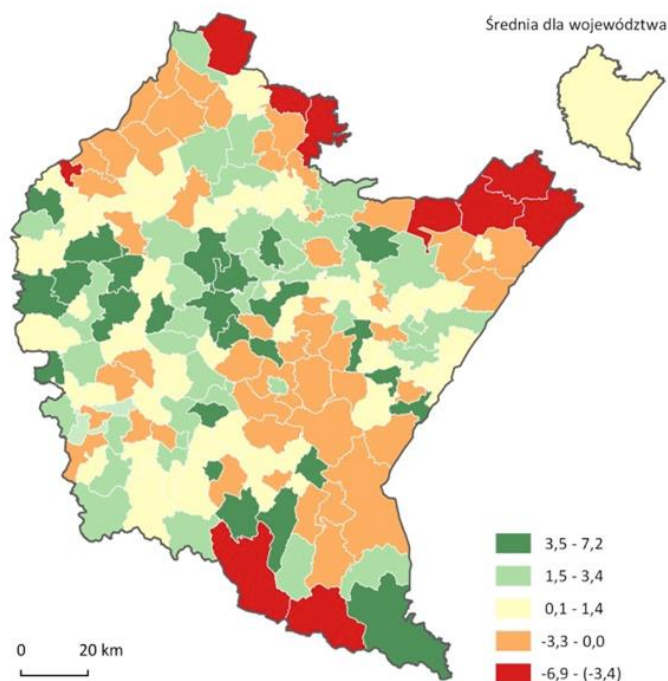 Średnia dla województwa
3,5 - 7,2
1,5 - 3,4
0,1 - 1,4
-3,3 - 0,0
-6,9 - (-3,4)
0 20 km